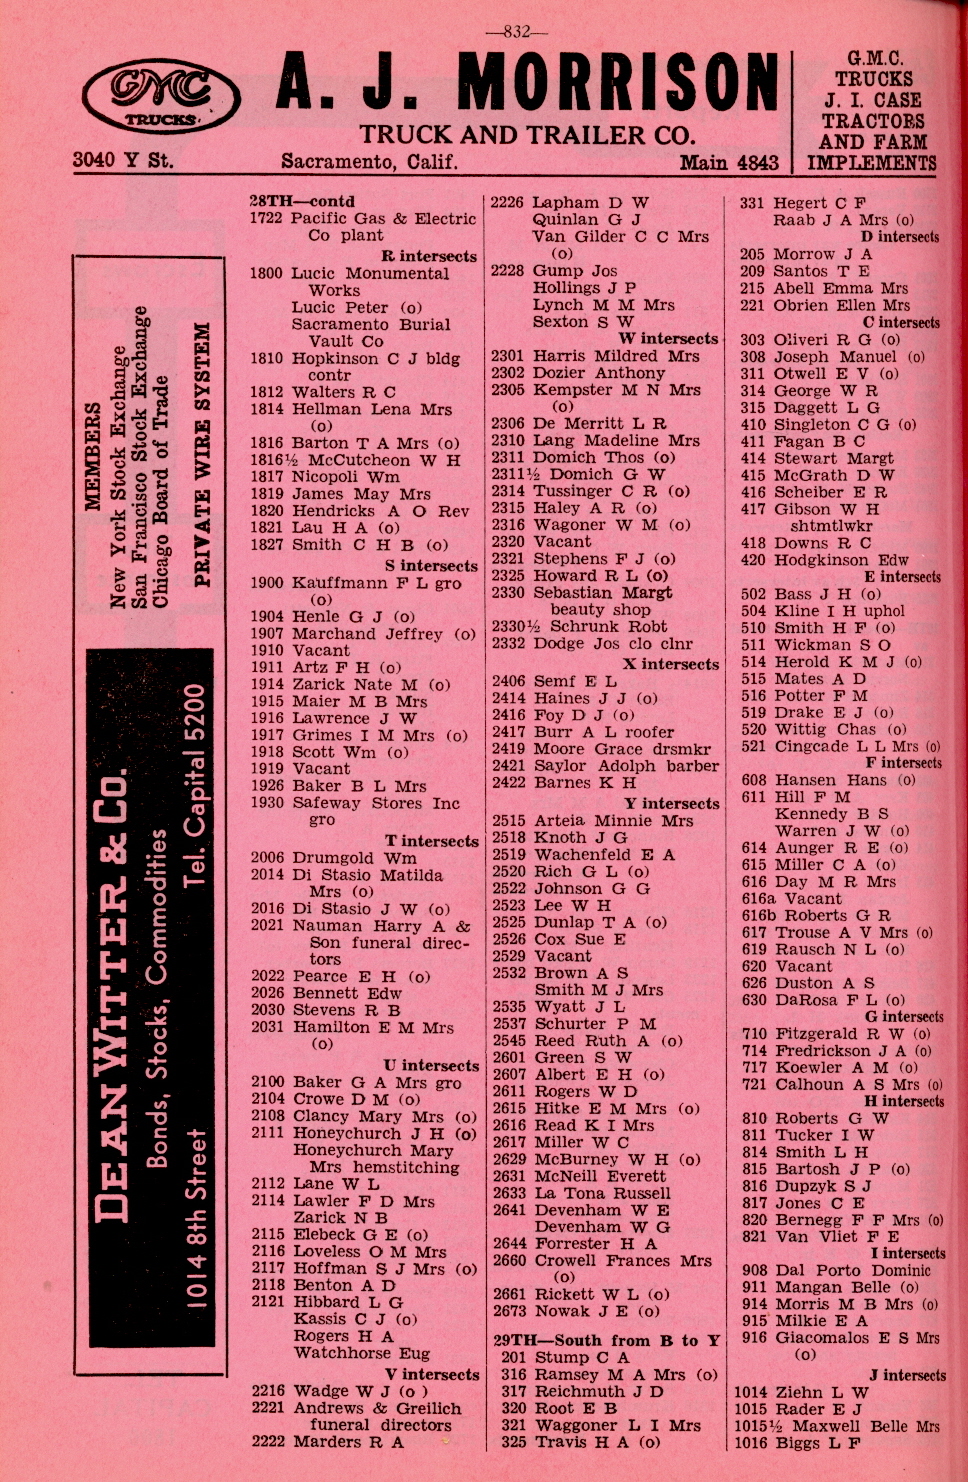 —832—
GMC
TRUCKS
A. J. MORRISON
TRUCK AND TRAILER CO.
3040 Y St. Sacramento, Calif. Main 4843
G.M.C.
TRUCKS
J. I. CASE
TRACTORS
AND FARM
IMPLEMENTS
MEMBERS
New York Stock Exchange
San Francisco Stock Exchange
Chicago Board of Trade
PRIVATE WIRE SYSTEM
DEAN WITTER & CO.
Bonds, Stocks, Commodities
1014 8th Street Tel. Capital 5200
28TH—contd
1722 Pacific Gas & Electric
Co plant
R intersects
1800 Lucic Monumental
Works
Lucic Peter (o)
Sacramento Burial
Vault Co
1810 Hopkinson C J bldg
contr
1812 Walters R C
1814 Hellman Lena Mrs
(o)
1816 Barton T A Mrs (o)
1816½ McCutcheon W H
1817 Nicopoli Wm
1819 James May Mrs
1820 Hendricks A O Rev
1821 Lau H A (o)
1827 Smith C H B (o)
S intersects
1900 Kauffmann F L gro
(o)
1904 Henle G J (o)
1907 Marchand Jeffrey (o)
1910 Vacant
1911 Artz F H (o)
1914 Zarick Nate M (o)
1915 Maier M B Mrs
1916 Lawrence J W
1917 Grimes I M Mrs (o)
1918 Scott Wm (o)
1919 Vacant
1926 Baker B L Mrs
1930 Safeway Stores Inc
gro
T intersects
2006 Drumgold Wm
2014 Di Stasio Matilda
Mrs (o)
2016 Di Stasio J W (o)
2021 Nauman Harry A &
Son funeral direc-
tors
2022 Pearce E H (o)
2026 Bennett Edw
2030 Stevens R B
2031 Hamilton E M Mrs
(o)
U intersects
2100 Baker G A Mrs gro
2104 Crowe D M (o)
2108 Clancy Mary Mrs (o)
2111 Honeychurch J H (o)
Honeychurch Mary
Mrs hemstitching
2112 Lane W L
2114 Lawler F D Mrs
Zarick N B
2115 Elebeck G E (o)
2116 Loveless O M Mrs
2117 Hoffman S J Mrs (o)
2118 Benton A D
2121 Hibbard L G
Kassis C J (o)
Rogers H A
Watchhorse Eug
V intersects
2216 Wadge W J (o )
2221 Andrews & Greilich
funeral directors
2222 Marders R A
2226 Lapham D W
Quinlan G J
Van Gilder C C Mrs
(o)
2228 Gump Jos
Hollings J P
Lynch M M Mrs
Sexton S W
W intersects
2301 Harris Mildred Mrs
2302 Dozier Anthony
2305 Kempster M N Mrs
(o)
2306 De Merritt L R
2310 Lang Madeline Mrs
2311 Domich Thos (o)
2311½ Domich G W
2314 Tussinger C R (o)
2315 Haley A R (o)
2316 Wagoner W M (o)
2320 Vacant
2321 Stephens F J (o)
2325 Howard R L (o)
2330 Sebastian Margt
beauty shop
2330½ Schrunk Robt
2332 Dodge Jos clo clnr
X intersects
2406 Semf E L
2414 Haines J J (o)
2416 Foy D J (o)
2417 Burr A L roofer
2419 Moore Grace drsmkr
2421 Saylor Adolph barber
2422 Barnes K H
Y intersects
2515 Arteia Minnie Mrs
2518 Knoth J G
2519 Wachenfeld E A
2520 Rich G L (o)
2522 Johnson G G
2523 Lee W H
2525 Dunlap T A (o)
2526 Cox Sue E
2529 Vacant
2532 Brown A S
Smith M J Mrs
2535 Wyatt J L
2537 Schurter P M
2545 Reed Ruth A (o)
2601 Green S W
2607 Albert E H (o)
2611 Rogers W D
2615 Hitke E M Mrs (o)
2616 Read K I Mrs
2617 Miller W C
2629 McBurney W H (o)
2631 McNeill Everett
2633 La Tona Russell
2641 Devenham W E
Devenham W G
2644 Forrester H A
2660 Crowell Frances Mrs
(o)
2661 Rickett W L (o)
2673 Nowak J E (o)
29TH—South from B to Y
201 Stump C A
316 Ramsey M A Mrs (o)
317 Reichmuth J D
320 Root E B
321 Waggoner L I Mrs
325 Travis H A (o)
331 Hegert C F
Raab J A Mrs (o)
D intersects
205 Morrow J A
209 Santos T E
215 Abell Emma Mrs
221 Obrien Ellen Mrs
C intersects
303 Oliveri R G (o)
308 Joseph Manuel (o)
311 Otwell E V (o)
314 George W R
315 Daggett L G
410 Singleton C G (o)
411 Fagan B C
414 Stewart Margt
415 McGrath D W
416 Scheiber E R
417 Gibson W H
shtmtlwkr
418 Downs R C
420 Hodgkinson Edw
E intersects
502 Bass J H (o)
504 Kline I H uphol
510 Smith H F (o)
511 Wickman S O
514 Herold K M J (o)
515 Mates A D
516 Potter F M
519 Drake E J (o)
520 Wittig Chas (o)
521 Cingcade L L Mrs (o)
F intersects
608 Hansen Hans (o)
611 Hill F M
Kennedy B S
Warren J W (o)
614 Aunger R E (o)
615 Miller C A (o)
616 Day M R Mrs
616a Vacant
616b Roberts G R
617 Trouse A V Mrs (o)
619 Rausch N L (o)
620 Vacant
626 Duston A S
630 DaRosa F L (o)
G intersects
710 Fitzgerald R W (o)
714 Fredrickson J A (o)
717 Koewler A M (o)
721 Calhoun A S Mrs (o)
H intersects
810 Roberts G W
811 Tucker I W
814 Smith L H
815 Bartosh J P (o)
816 Dupzyk S J
817 Jones C E
820 Bernegg F F Mrs (o)
821 Van Vliet F E
I intersects
908 Dal Porto Dominic
911 Mangan Belle (o)
914 Morris M B Mrs (o)
915 Milkie E A
916 Giacomalos E S Mrs
(o)
J intersects
1014 Ziehn L W
1015 Rader E J
1015½ Maxwell Belle Mrs
1016 Biggs L F